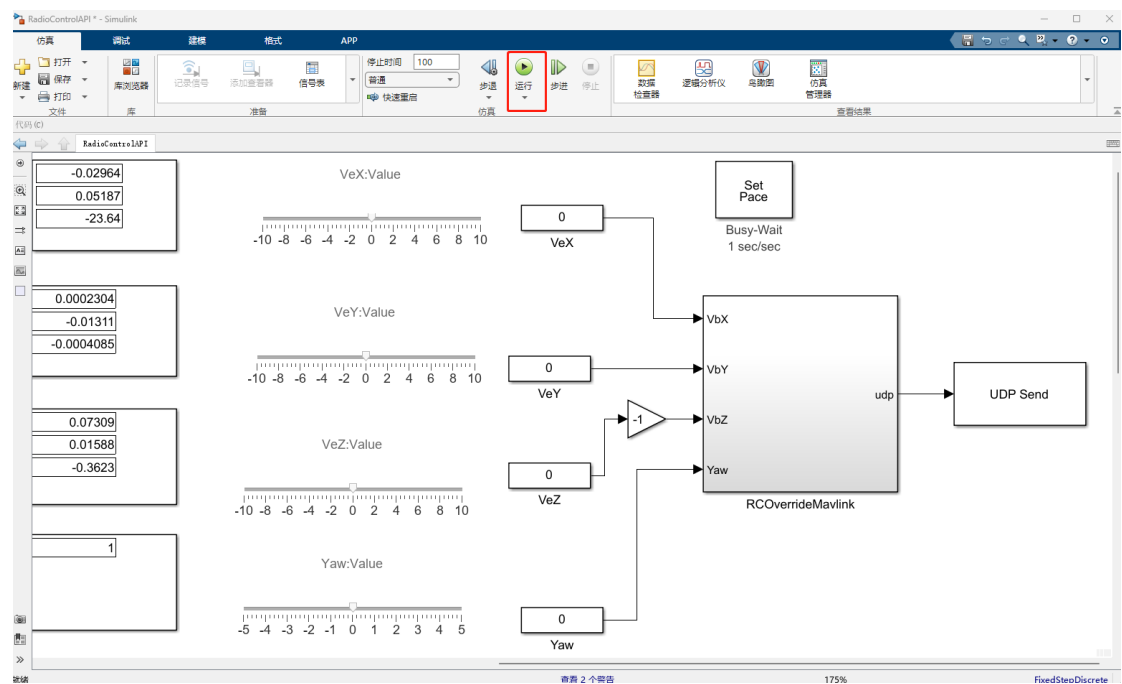 RadioControlAPI * - Simulink
仿真 调试 建模 格式 APP
新建
打开
保存
打印
文件
库浏览器
库
记录信号
添加查看器
信号表
准备
停止时间 100
普通
快速重启
步退
运行
步进
停止
仿真
数据
检查器
逻辑分析仪
鸟瞰图
仿真
管理器
查看结果
代码(C)
RadioControlAPI
-0.02964
0.05187
-23.64
0.0002304
-0.01311
-0.0004085
0.07309
0.01588
-0.3623
1
VeX:Value
-10 -8 -6 -4 -2 0 2 4 6 8 10
VeY:Value
-10 -8 -6 -4 -2 0 2 4 6 8 10
VeZ:Value
-10 -8 -6 -4 -2 0 2 4 6 8 10
Yaw:Value
-5 -4 -3 -2 -1 0 1 2 3 4 5
0
VeX
0
VeY
0
VeZ
0
Yaw
-1
Set
Pace
Busy-Wait
1 sec/sec
VbX
VbY
VbZ
Yaw
udp
RCOverrideMavlink
UDP Send
就绪 查看 2 个警告 175% FixedStepDiscrete